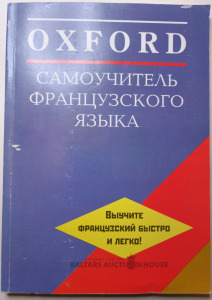 OXFORD
САМОУЧИТЕЛЬ
ФРАНЦУЗСКОГО
ЯЗЫКА
Выучите
французский быстро
и легко!
BALTARS AUCTION HOUSE